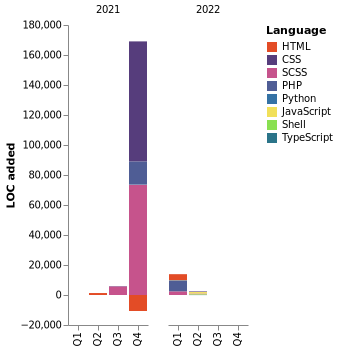 2021
2022
Language
HTML
CSS
SCSS
PHP
Python
JavaScript
Shell
TypeScript
LOC added
180,000
160,000
140,000
120,000
100,000
80,000
60,000
40,000
20,000
0
−20,000
Q1
Q2
Q3
Q4
Q1
Q2
Q3
Q4